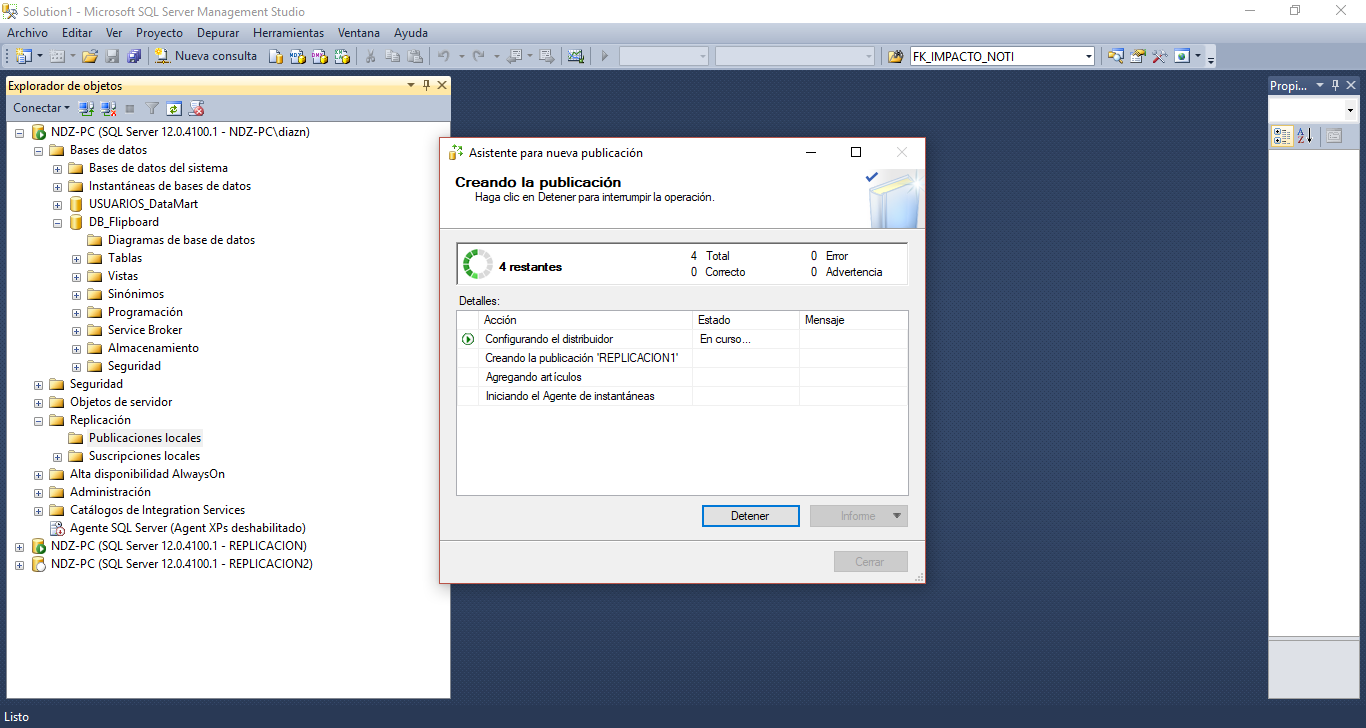 Solution1 - Microsoft SQL Server Management Studio
Archivo Editar Ver Proyecto Depurar Herramientas Ventana Ayuda
Nueva consulta FK_IMPACTO_NOTI
Explorador de objetos
Conectar
NDZ-PC (SQL Server 12.0.4100.1 - NDZ-PC\diazn)
Bases de datos
Bases de datos del sistema
Instantáneas de bases de datos
USUARIOS_DataMart
DB_Flipboard
Diagramas de base de datos
Tablas
Vistas
Sinónimos
Programación
Service Broker
Almacenamiento
Seguridad
Seguridad
Objetos de servidor
Replicación
Publicaciones locales
Suscripciones locales
Alta disponibilidad AlwaysOn
Administración
Catálogos de Integration Services
Agente SQL Server (Agent XPs deshabilitado)
NDZ-PC (SQL Server 12.0.4100.1 - REPLICACION)
NDZ-PC (SQL Server 12.0.4100.1 - REPLICACION2)
Asistente para nueva publicación
Creando la publicación
Haga clic en Detener para interrumpir la operación.
4 restantes
4 Total 0 Error
0 Correcto 0 Advertencia
Detalles:
Acción Estado Mensaje
Configurando el distribuidor En curso...
Creando la publicación 'REPLICACION1'
Agregando artículos
Iniciando el Agente de instantáneas
Detener Informe
Cerrar
Propi...
Listo